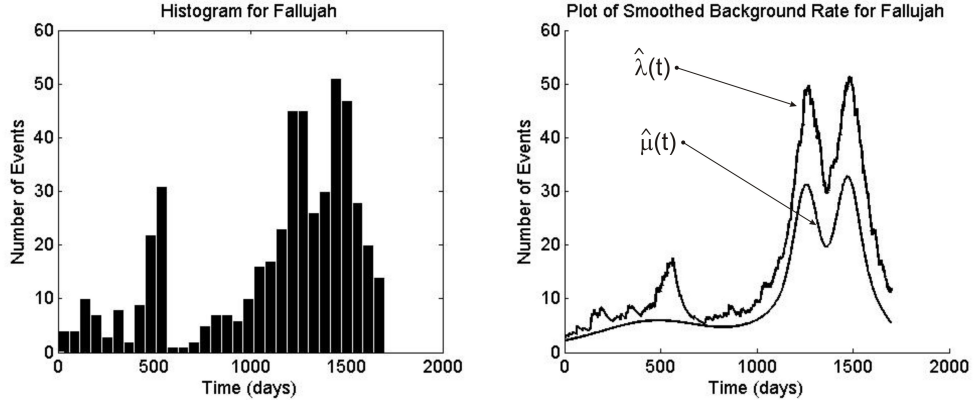 Histogram for Fallujah
Number of Events
60
50
40
30
20
10
0
0 500 1000 1500 2000
Time (days)
Plot of Smoothed Background Rate for Fallujah
Number of Events
60
50
40
30
20
10
0
λ̂(t)
μ̂(t)
0 500 1000 1500 2000
Time (days)